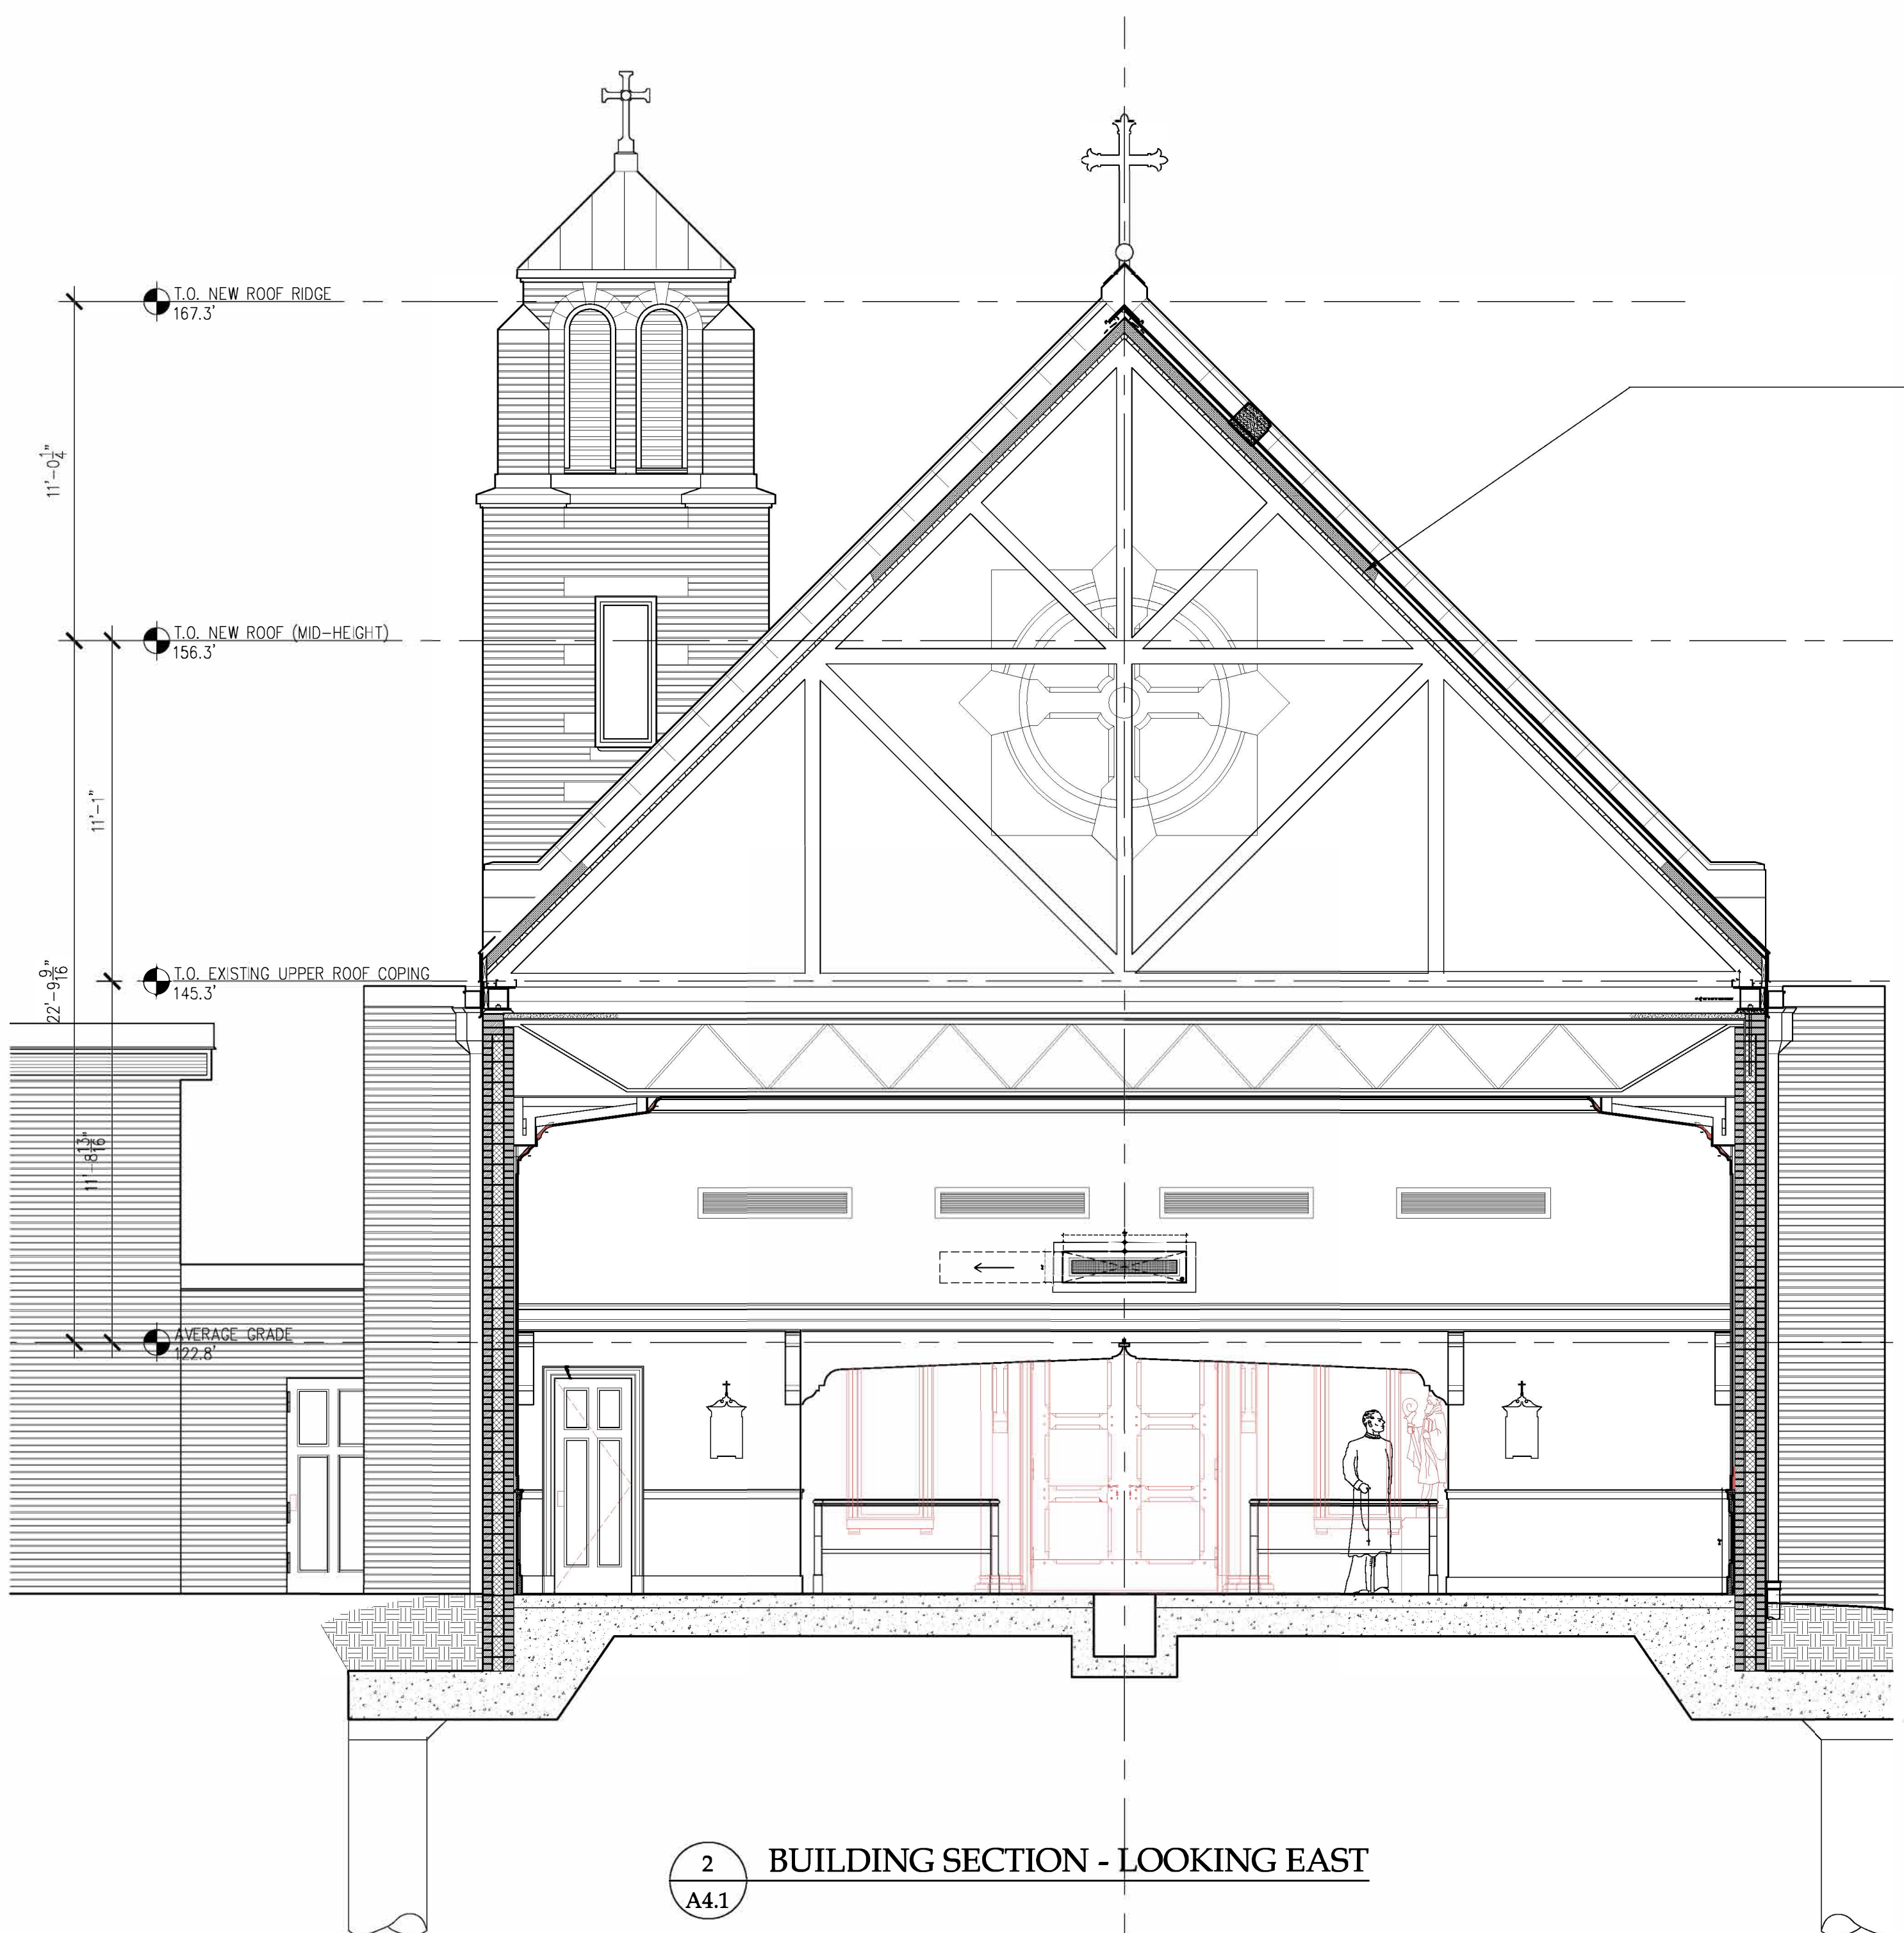 T.O. NEW ROOF RIDGE
167.3'
11'-0 1/4"
T.O. NEW ROOF (MID-HEIGHT)
156.3'
11'-1"
T.O. EXISTING UPPER ROOF COPING
145.3'
22'-9 9/16"
11'-8 13/16"
AVERAGE GRADE
122.8'
2
A4.1
BUILDING SECTION - LOOKING EAST